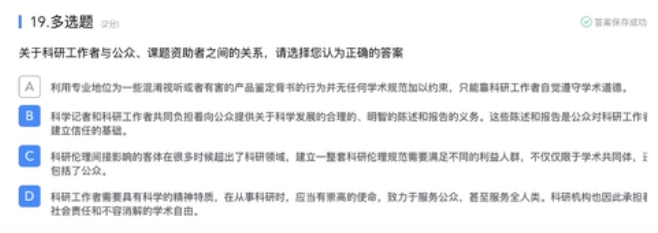 19.多选题 (2分)
答案保存成功
关于科研工作者与公众、课题资助者之间的关系，请选择您认为正确的答案
A 利用专业地位为一些混淆视听或者有害的产品鉴定背书的行为并无任何学术规范加以约束，只能靠科研工作者自觉遵守学术道德。
B 科学记者和科研工作者共同负担着向公众提供关于科学发展的合理的、明智的陈述和报告的义务。这些陈述和报告是公众对科研工作者
建立信任的基础。
C 科研伦理间接影响的客体在很多时候超出了科研领域，建立一整套科研伦理规范需要满足不同的利益人群，不仅仅限于学术共同体，还
包括了公众。
D 科研工作者需要具有科学的精神特质，在从事科研时，应当有崇高的使命，致力于服务公众，甚至服务全人类。科研机构也因此承担着
社会责任和不容消解的学术自由。